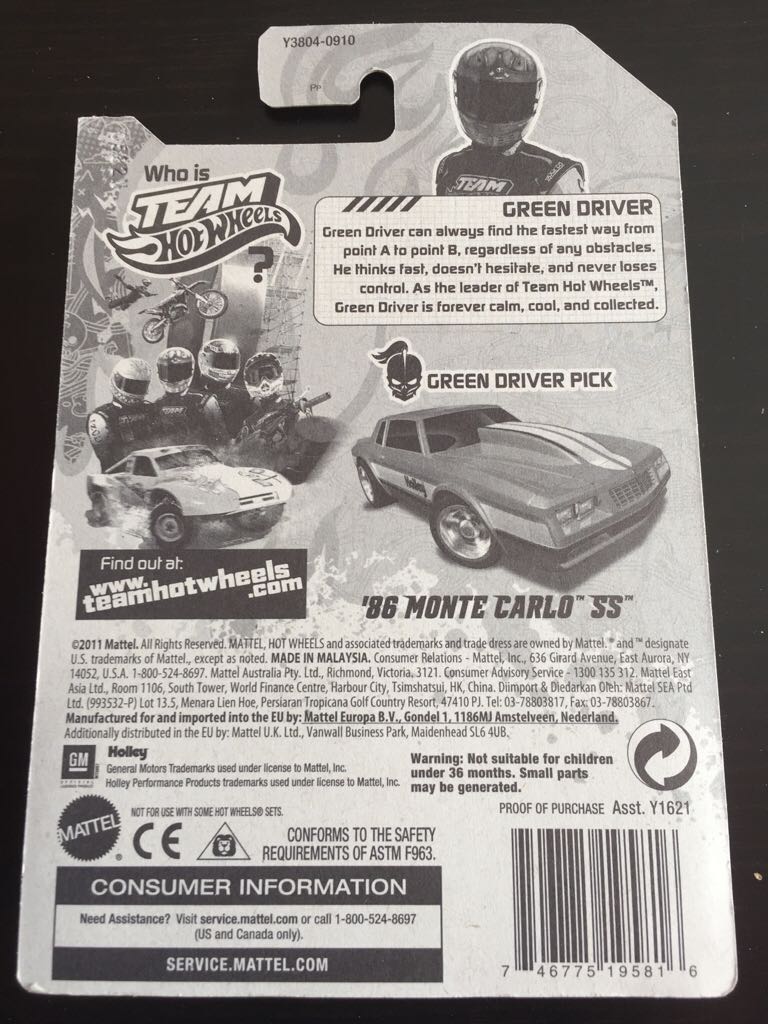 Y3804-0910
PP
Who is
TEAM
HOT WHEELS
?
TEAM
GREEN DRIVER
Green Driver can always find the fastest way from
point A to point B, regardless of any obstacles.
He thinks fast, doesn't hesitate, and never loses
control. As the leader of Team Hot Wheels™,
Green Driver is forever calm, cool, and collected.
GREEN DRIVER PICK
Holley
Find out at:
www.
teamhotwheels
.com
'86 MONTE CARLO™ SS™
©2011 Mattel. All Rights Reserved. MATTEL, HOT WHEELS and associated trademarks and trade dress are owned by Mattel. ® and ™ designate
U.S. trademarks of Mattel., except as noted. MADE IN MALAYSIA. Consumer Relations - Mattel, Inc., 636 Girard Avenue, East Aurora, NY
14052, U.S.A. 1-800-524-8697. Mattel Australia Pty. Ltd., Richmond, Victoria. 3121. Consumer Advisory Service - 1300 135 312. Mattel East
Asia Ltd., Room 1106, South Tower, World Finance Centre, Harbour City, Tsimshatsui, HK, China. Diimport & Diedarkan Oleh: Mattel SEA Ptd
Ltd. (993532-P) Lot 13.5, Menara Lien Hoe, Persiaran Tropicana Golf Country Resort, 47410 PJ. Tel: 03-78803817, Fax: 03-78803867.
Manufactured for and imported into the EU by: Mattel Europa B.V., Gondel 1, 1186MJ Amstelveen, Nederland.
Additionally distributed in the EU by: Mattel U.K. Ltd., Vanwall Business Park, Maidenhead SL6 4UB.
GM
Holley
General Motors Trademarks used under license to Mattel, Inc.
Holley Performance Products trademarks used under license to Mattel, Inc.
Warning: Not suitable for children
under 36 months. Small parts
may be generated.
PROOF OF PURCHASE Asst. Y1621
MATTEL®
NOT FOR USE WITH SOME HOT WHEELS® SETS.
CE
CONFORMS TO THE SAFETY
REQUIREMENTS OF ASTM F963.
CONSUMER INFORMATION
Need Assistance? Visit service.mattel.com or call 1-800-524-8697
(US and Canada only).
SERVICE.MATTEL.COM
7 46775 19581 6